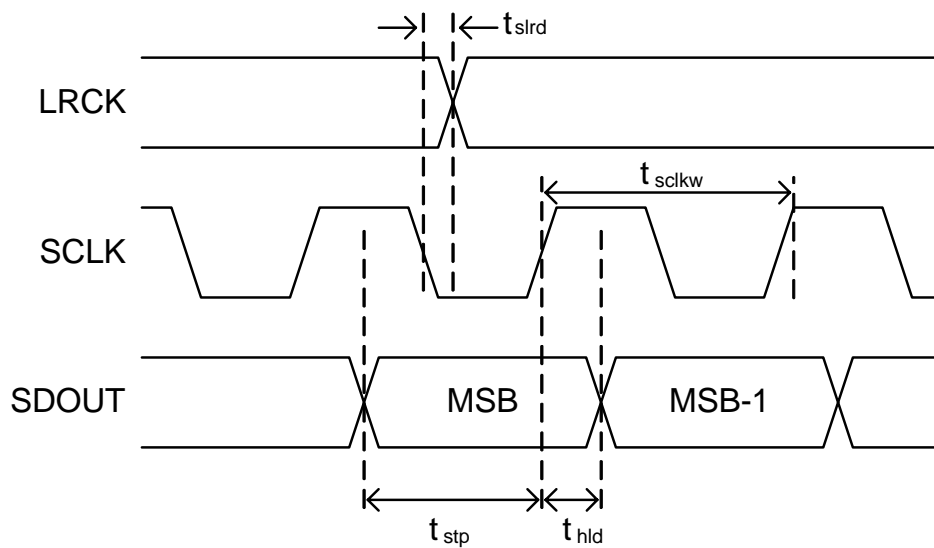 t slrd
LRCK
t sclkw
SCLK
SDOUT
MSB
MSB-1
t stp
t hld